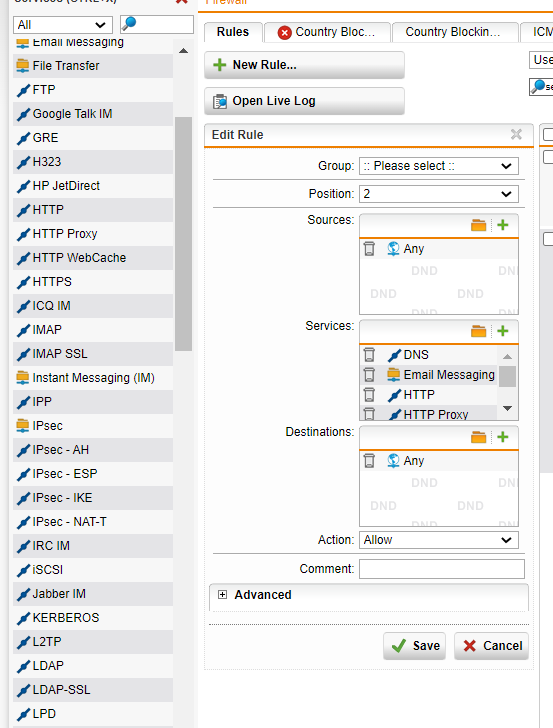 Services (CTRL+X)
All
Email Messaging
File Transfer
FTP
Google Talk IM
GRE
H323
HP JetDirect
HTTP
HTTP Proxy
HTTP WebCache
HTTPS
ICQ IM
IMAP
IMAP SSL
Instant Messaging (IM)
IPP
IPsec
IPsec - AH
IPsec - ESP
IPsec - IKE
IPsec - NAT-T
IRC IM
iSCSI
Jabber IM
KERBEROS
L2TP
LDAP
LDAP-SSL
LPD
Firewall
Rules
Country Bloc...
Country Blockin...
ICM
New Rule...
Use
Open Live Log
se
Edit Rule
Group: :: Please select ::
Position: 2
Sources:
Any
DND
DND DND
DND
Services:
DNS
Email Messaging
HTTP
HTTP Proxy
Destinations:
Any
DND
DND DND
DND
Action: Allow
Comment:
Advanced
Save
Cancel